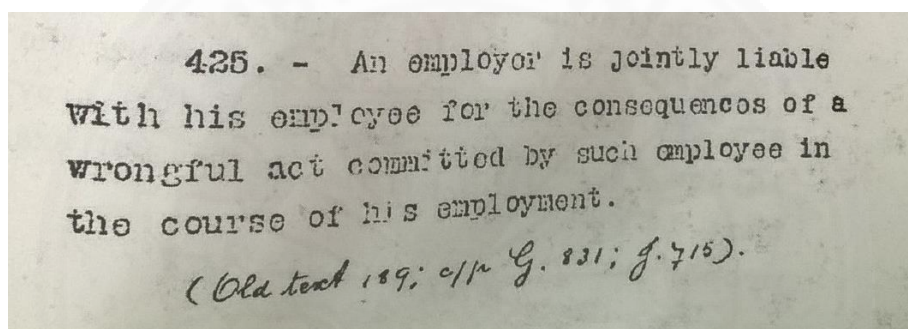 425. - An employer is jointly liable
with his employee for the consequences of a
wrongful act committed by such employee in
the course of his employment.
(Old text 189; c/p G. 831; J. 715).